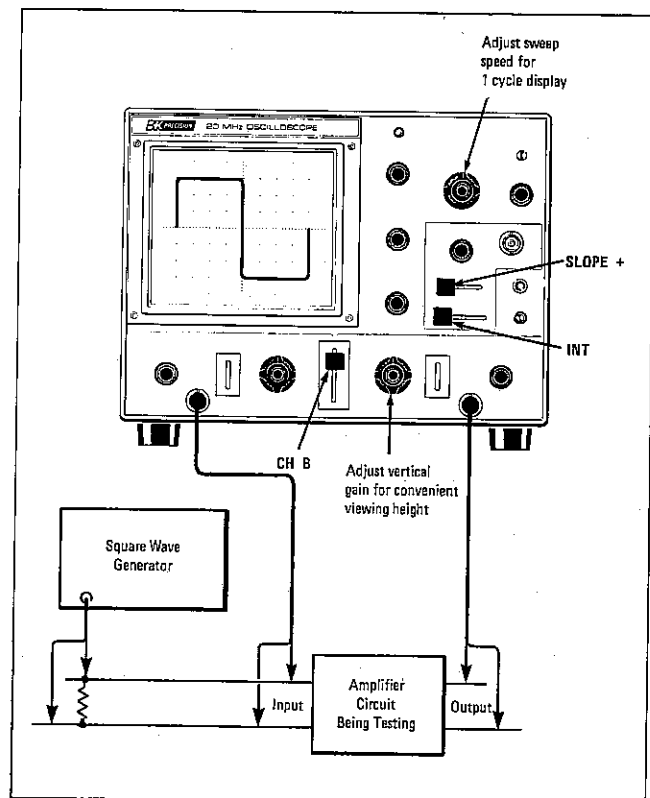 Adjust sweep
speed for
1 cycle display
BK PRECISION 20 MHz OSCILLOSCOPE
SLOPE +
INT
CH B
Adjust vertical
gain for convenient
viewing height
Square Wave
Generator
Input
Amplifier
Circuit
Being Testing
Output